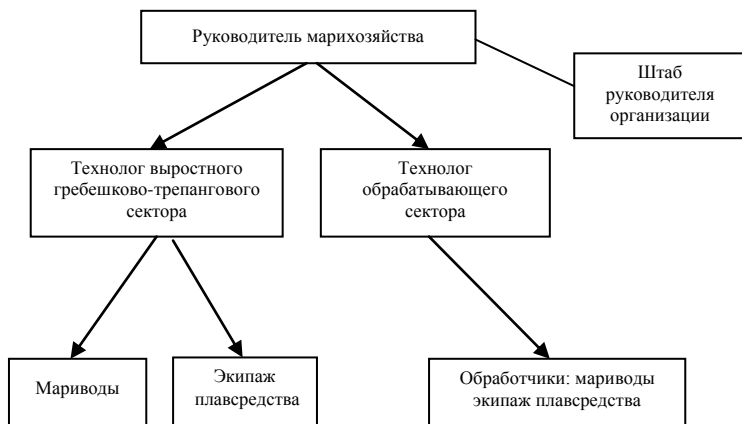 Руководитель марихозяйства
Штаб
руководителя
организации
Технолог выростного
гребешково-трепангового
сектора
Технолог
обрабатывающего
сектора
Мариводы
Экипаж
плавсредства
Обработчики: мариводы
экипаж плавсредства